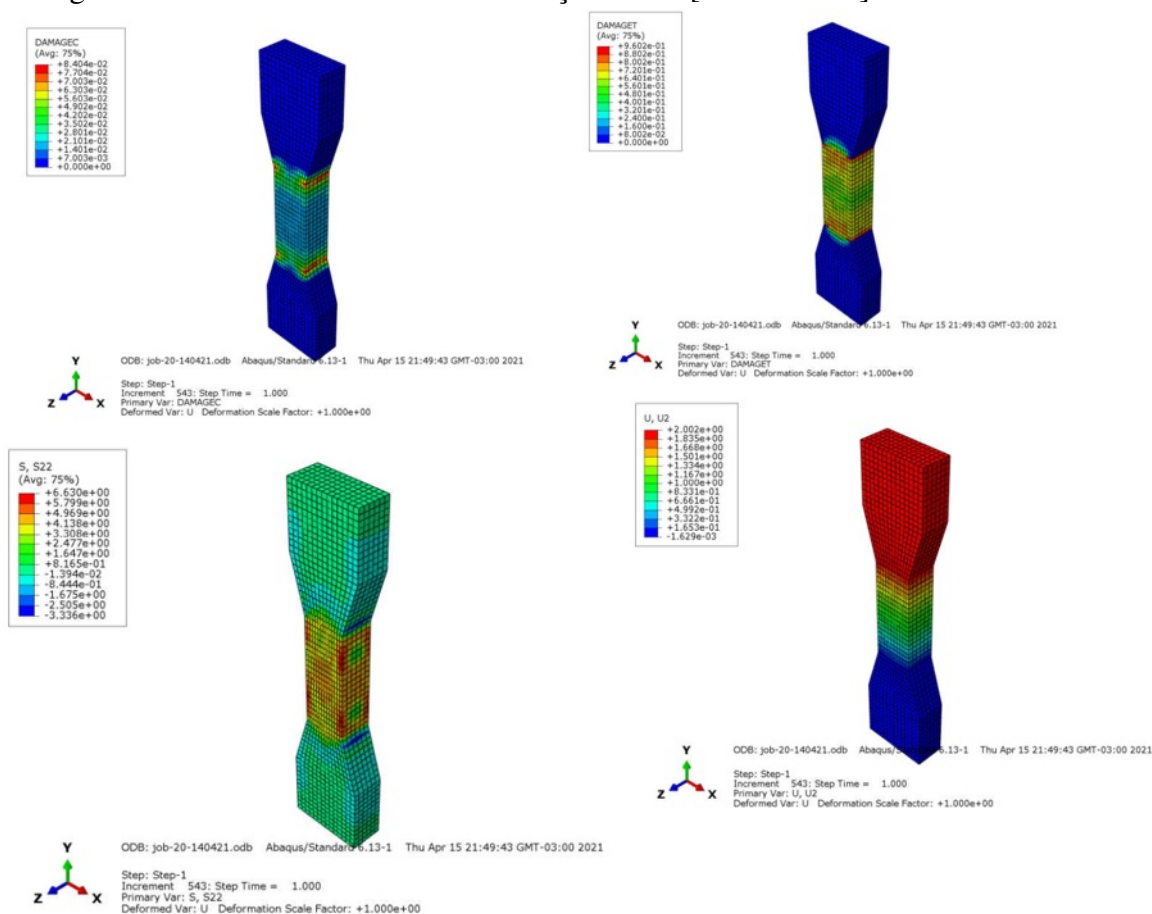 DAMAGEC
(Avg: 75%)
+8.404e-02
+7.704e-02
+7.003e-02
+6.303e-02
+5.603e-02
+4.902e-02
+4.202e-02
+3.502e-02
+2.801e-02
+2.101e-02
+1.401e-02
+7.003e-03
+0.000e+00
Y
Z
X
ODB: job-20-140421.odb Abaqus/Standard 6.13-1 Thu Apr 15 21:49:43 GMT-03:00 2021
Step: Step-1
Increment 543: Step Time = 1.000
Primary Var: DAMAGEC
Deformed Var: U Deformation Scale Factor: +1.000e+00
DAMAGET
(Avg: 75%)
+9.602e-01
+8.802e-01
+8.002e-01
+7.201e-01
+6.401e-01
+5.601e-01
+4.801e-01
+4.001e-01
+3.201e-01
+2.400e-01
+1.600e-01
+8.002e-02
+0.000e+00
Y
Z
X
ODB: job-20-140421.odb Abaqus/Standard 6.13-1 Thu Apr 15 21:49:43 GMT-03:00 2021
Step: Step-1
Increment 543: Step Time = 1.000
Primary Var: DAMAGET
Deformed Var: U Deformation Scale Factor: +1.000e+00
S, S22
(Avg: 75%)
+6.630e+00
+5.799e+00
+4.969e+00
+4.138e+00
+3.308e+00
+2.477e+00
+1.647e+00
+8.165e-01
-1.394e-02
-8.444e-01
-1.675e+00
-2.505e+00
-3.336e+00
Y
Z
X
ODB: job-20-140421.odb Abaqus/Standard 6.13-1 Thu Apr 15 21:49:43 GMT-03:00 2021
Step: Step-1
Increment 543: Step Time = 1.000
Primary Var: S, S22
Deformed Var: U Deformation Scale Factor: +1.000e+00
U, U2
+2.002e+00
+1.835e+00
+1.668e+00
+1.501e+00
+1.334e+00
+1.167e+00
+1.000e+00
+8.331e-01
+6.661e-01
+4.992e-01
+3.322e-01
+1.653e-01
-1.629e-03
Y
Z
X
ODB: job-20-140421.odb Abaqus/Standard 6.13-1 Thu Apr 15 21:49:43 GMT-03:00 2021
Step: Step-1
Increment 543: Step Time = 1.000
Primary Var: U, U2
Deformed Var: U Deformation Scale Factor: +1.000e+00